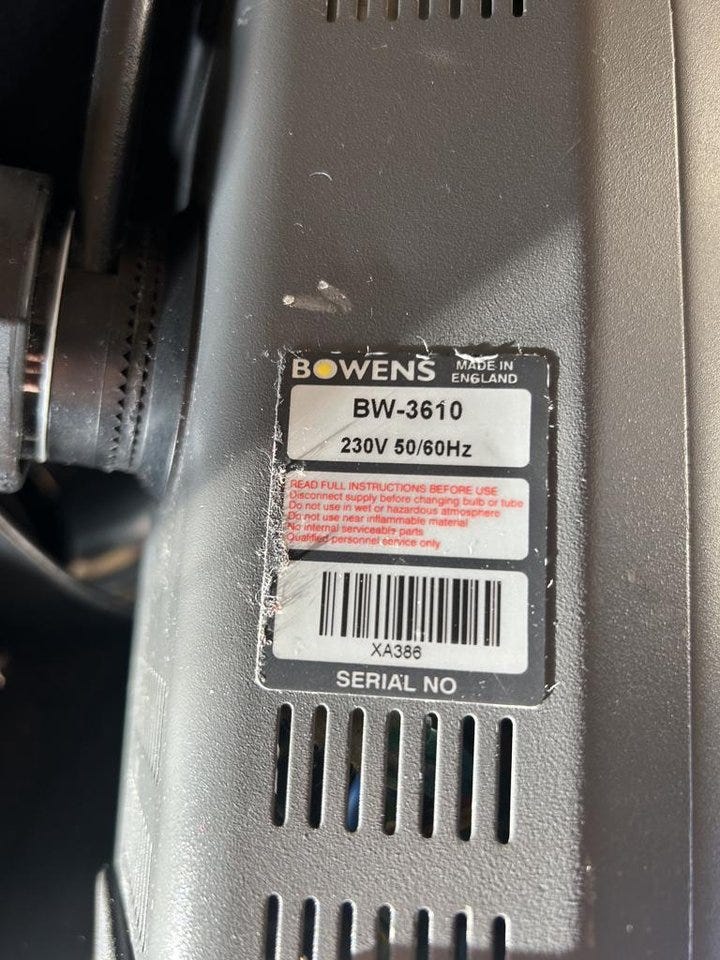 BOWENS
MADE IN
ENGLAND
BW-3610
230V 50/60Hz
READ FULL INSTRUCTIONS BEFORE USE
Disconnect supply before changing bulb or tube
Do not use in wet or hazardous atmosphere
Do not use near inflammable material
No internal serviceable parts
Qualified personnel service only
XA386
SERIAL NO